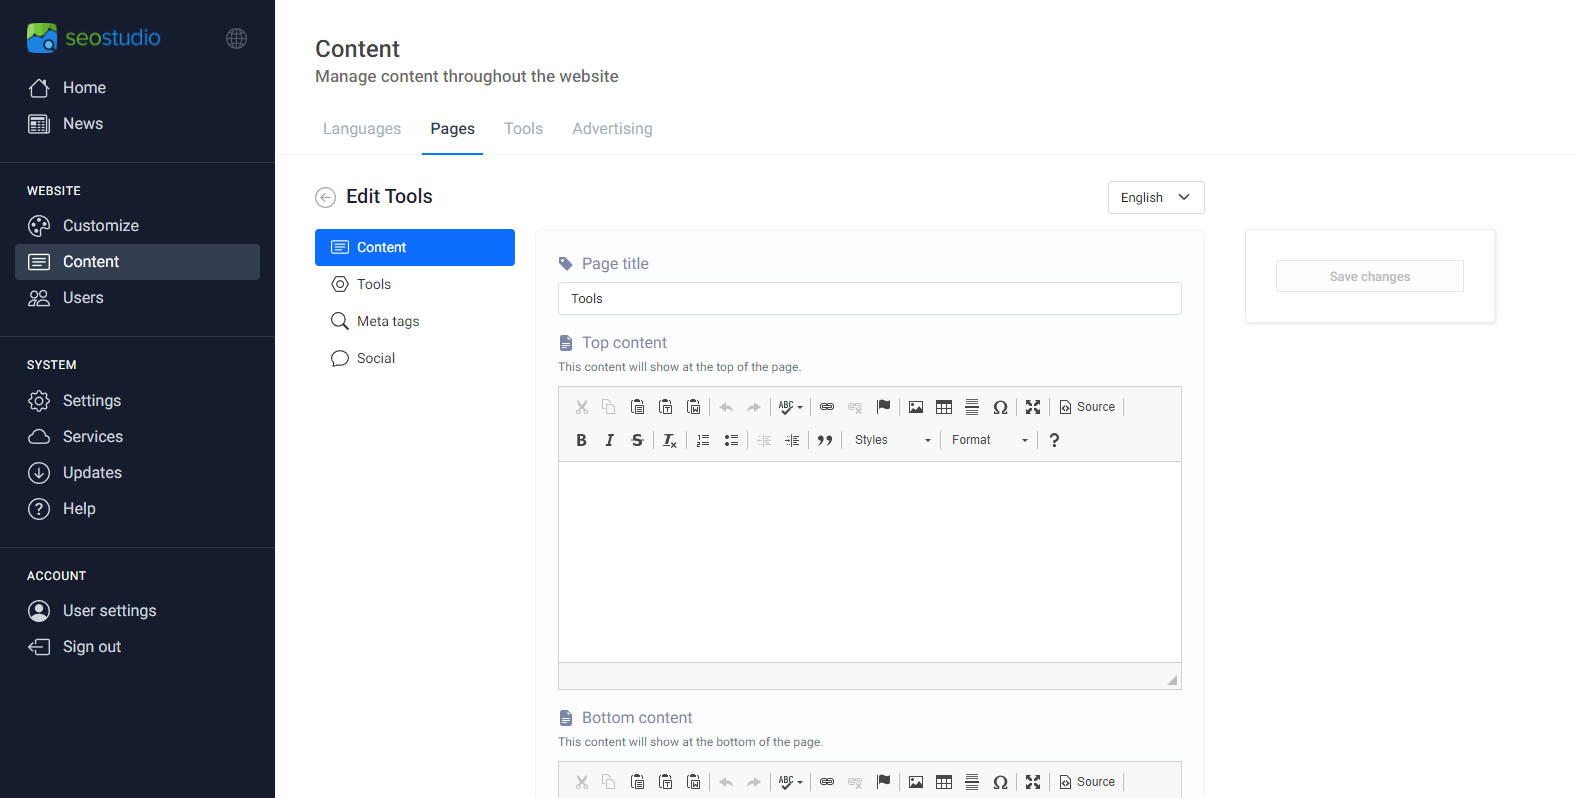 seostudio
Home
News
WEBSITE
Customize
Content
Users
SYSTEM
Settings
Services
Updates
Help
ACCOUNT
User settings
Sign out
Content
Manage content throughout the website
Languages Pages Tools Advertising
Edit Tools
English
Content
Tools
Meta tags
Social
Page title
Tools
Top content
This content will show at the top of the page.
ABC Ω Source
B I S Tx Styles Format ?
Bottom content
This content will show at the bottom of the page.
ABC Ω Source
Save changes